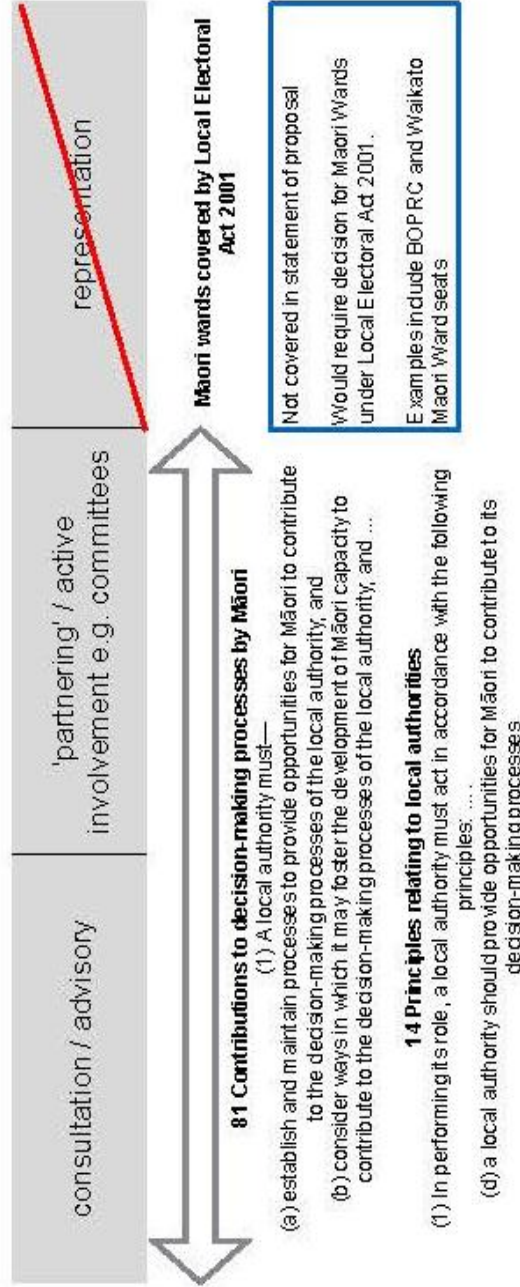 consultation / advisory
'partnering' / active
involvement e.g. committees
representation
81 Contributions to decision-making processes by Māori
(1) A local authority must—
(a) establish and maintain processes to provide opportunities for Māori to contribute
to the decision-making processes of the local authority; and
(b) consider ways in which it may foster the development of Māori capacity to
contribute to the decision-making processes of the local authority; and ...
14 Principles relating to local authorities
(1) In performing its role, a local authority must act in accordance with the following
principles: ... .
(d) a local authority should provide opportunities for Māori to contribute to its
decision-making processes
Maori wards covered by Local Electoral
Act 2001
Not covered in statement of proposal
Would require decision for Maori Wards
under Local Electoral Act 2001.
Examples include BOPRC and Waikato
Maori Ward seats